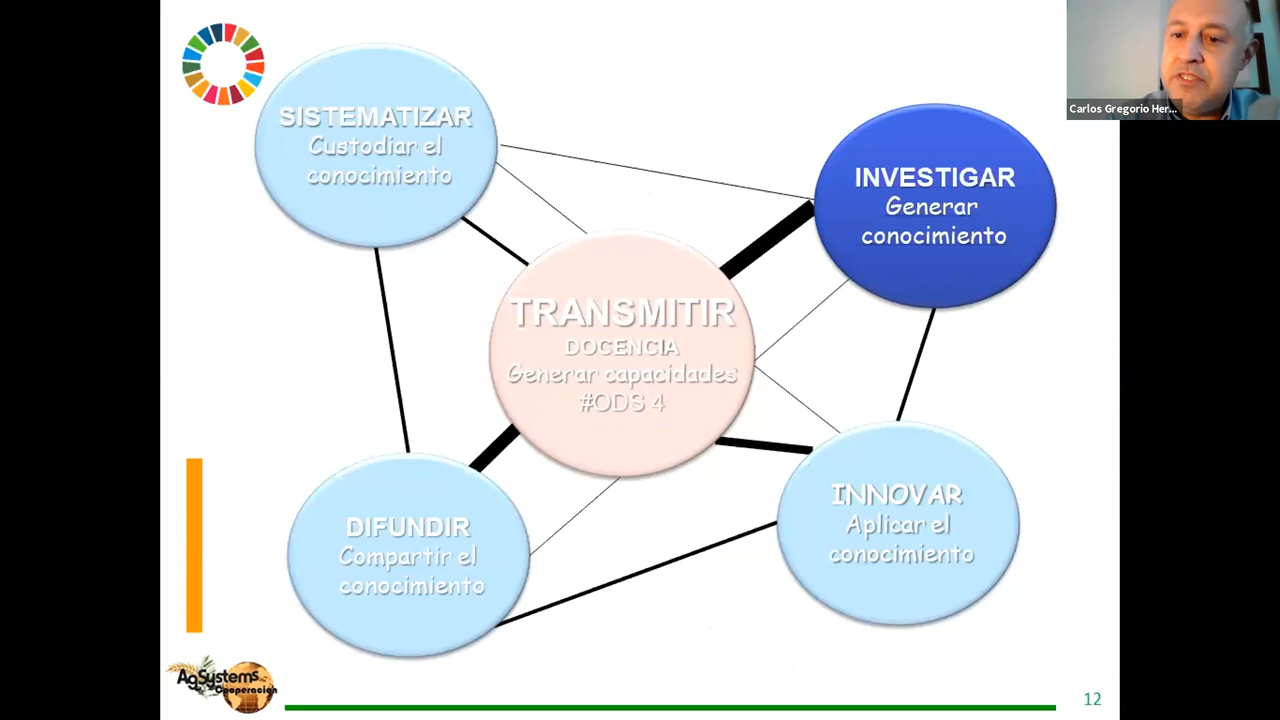 SISTEMATIZAR
Custodiar el
conocimiento
Carlos Gregorio Her...
INVESTIGAR
Generar
conocimiento
TRANSMITIR
DOCENCIA
Generar capacidades
#ODS 4
INNOVAR
Aplicar el
conocimiento
DIFUNDIR
Compartir el
conocimiento
AgSystems
Cooperación
12